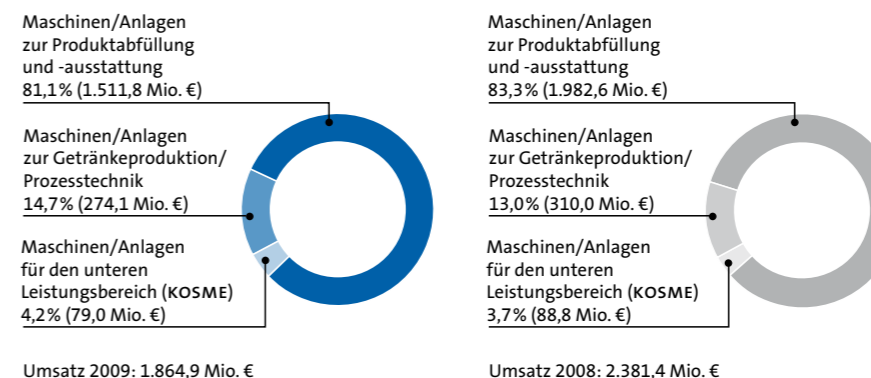 Maschinen/Anlagen
zur Produktabfüllung
und -ausstattung
81,1% (1.511,8 Mio. €)
Maschinen/Anlagen
zur Getränkeproduktion/
Prozesstechnik
14,7% (274,1 Mio. €)
Maschinen/Anlagen
für den unteren
Leistungsbereich (KOSME)
4,2% (79,0 Mio. €)
Umsatz 2009: 1.864,9 Mio. €
Maschinen/Anlagen
zur Produktabfüllung
und -ausstattung
83,3% (1.982,6 Mio. €)
Maschinen/Anlagen
zur Getränkeproduktion/
Prozesstechnik
13,0% (310,0 Mio. €)
Maschinen/Anlagen
für den unteren
Leistungsbereich (KOSME)
3,7% (88,8 Mio. €)
Umsatz 2008: 2.381,4 Mio. €